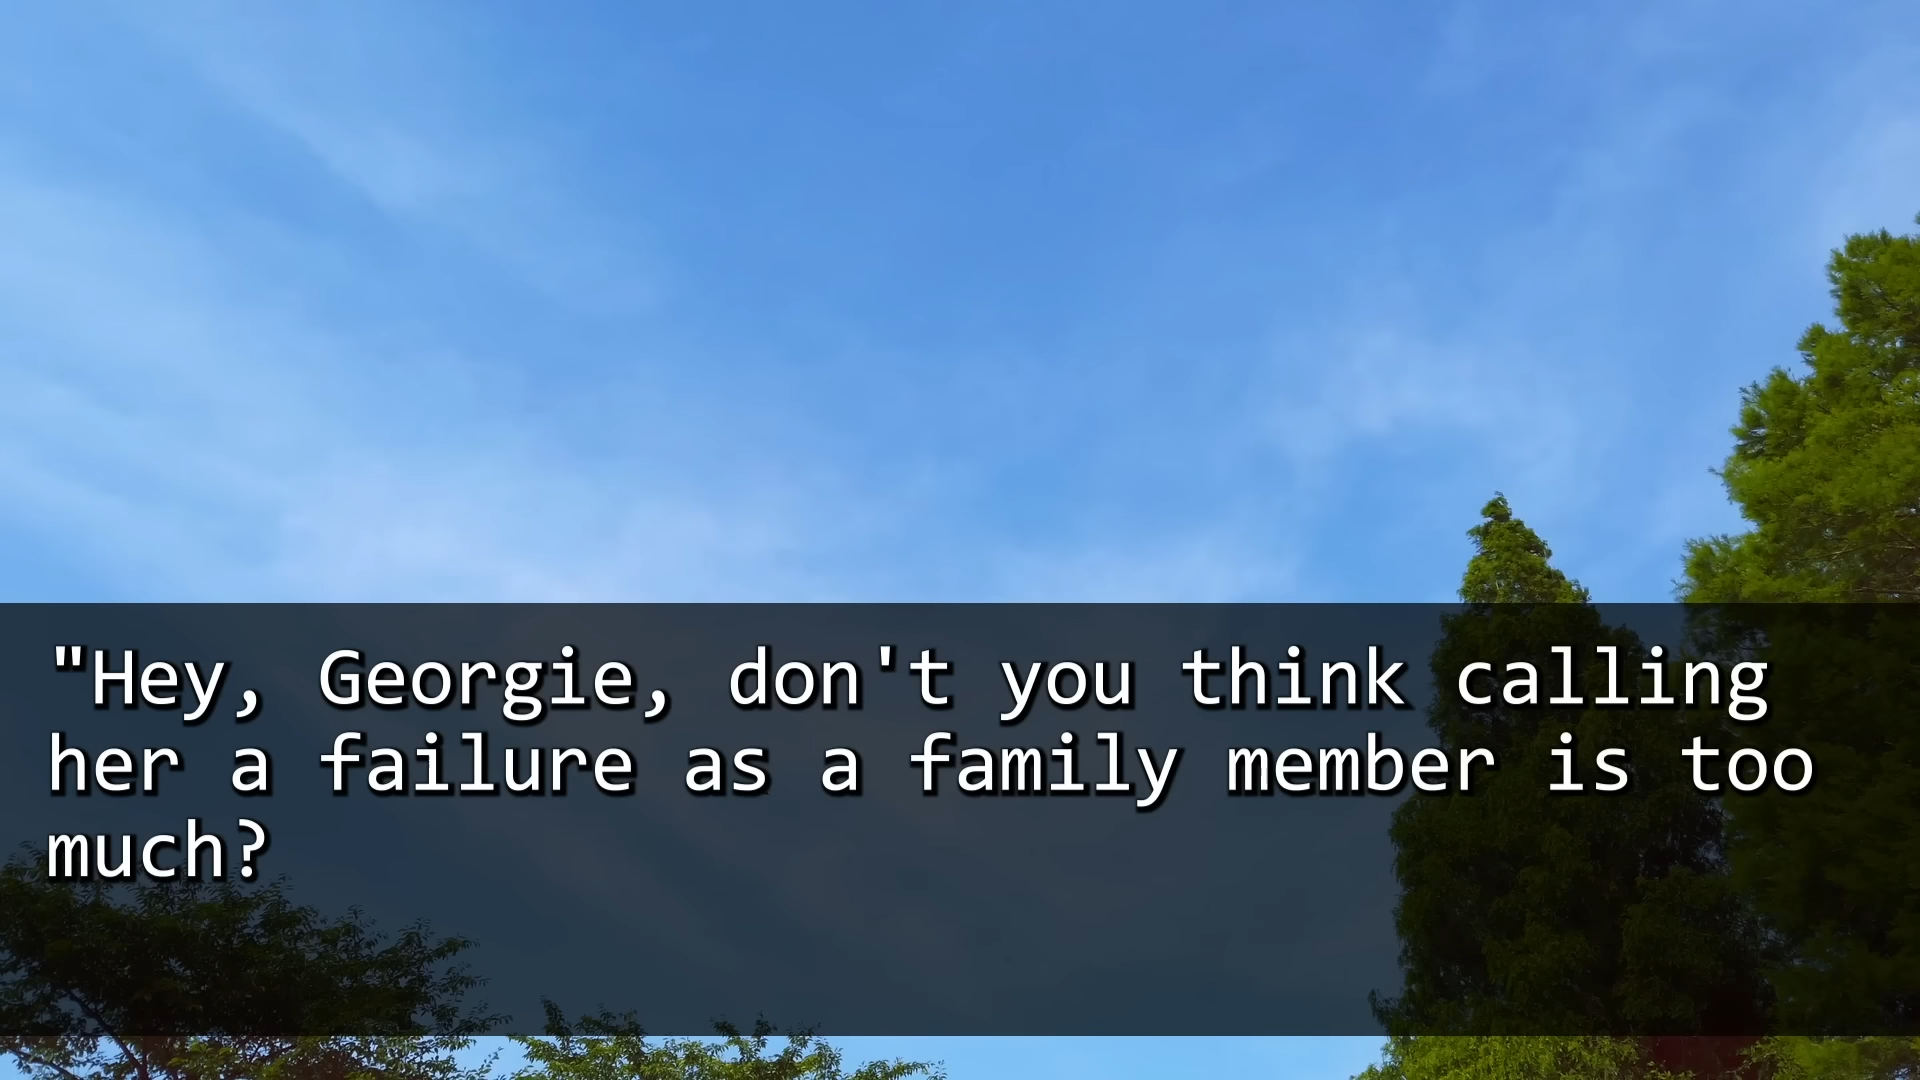 "Hey, Georgie, don't you think calling
her a failure as a family member is too
much?